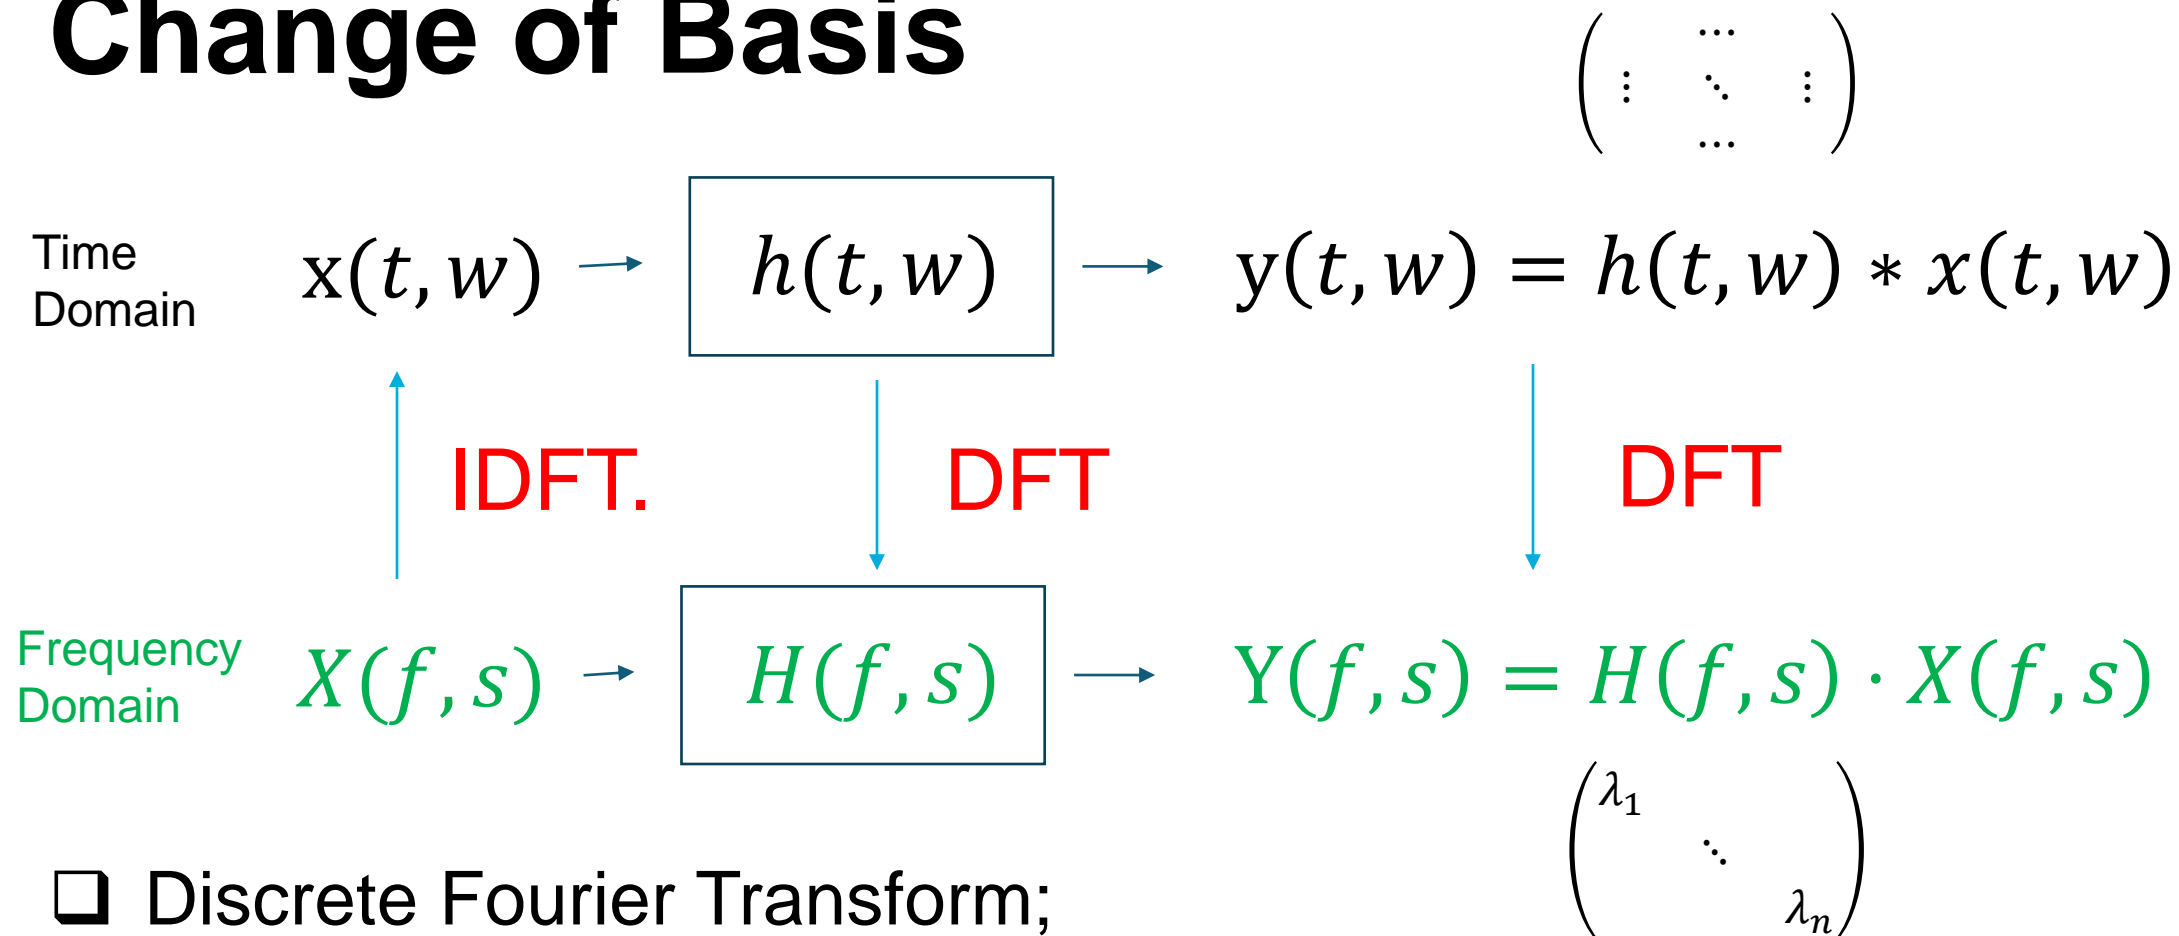 Change of Basis
( ⋯ ⋮ ⋱ ⋮ ⋯ )
Time
Domain
x(t, w)
h(t, w)
y(t, w) = h(t, w) ∗ x(t, w)
IDFT.
DFT
DFT
Frequency
Domain
X(f, s)
H(f, s)
Y(f, s) = H(f, s) · X(f, s)
( λ₁ ⋱ λₙ )
❑ Discrete Fourier Transform;